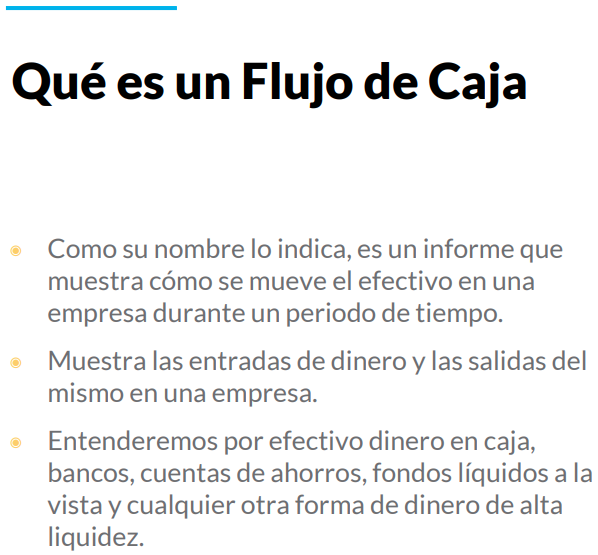 Qué es un Flujo de Caja
Como su nombre lo indica, es un informe que
muestra cómo se mueve el efectivo en una
empresa durante un periodo de tiempo.
Muestra las entradas de dinero y las salidas del
mismo en una empresa.
Entenderemos por efectivo dinero en caja,
bancos, cuentas de ahorros, fondos líquidos a la
vista y cualquier otra forma de dinero de alta
liquidez.